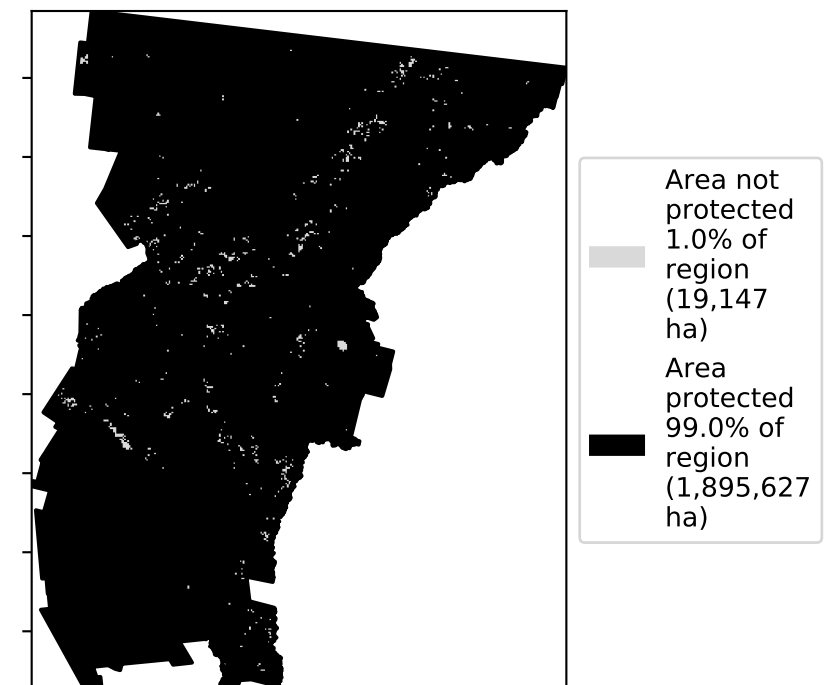 Area not
protected
1.0% of
region
(19,147
ha)
Area
protected
99.0% of
region
(1,895,627
ha)